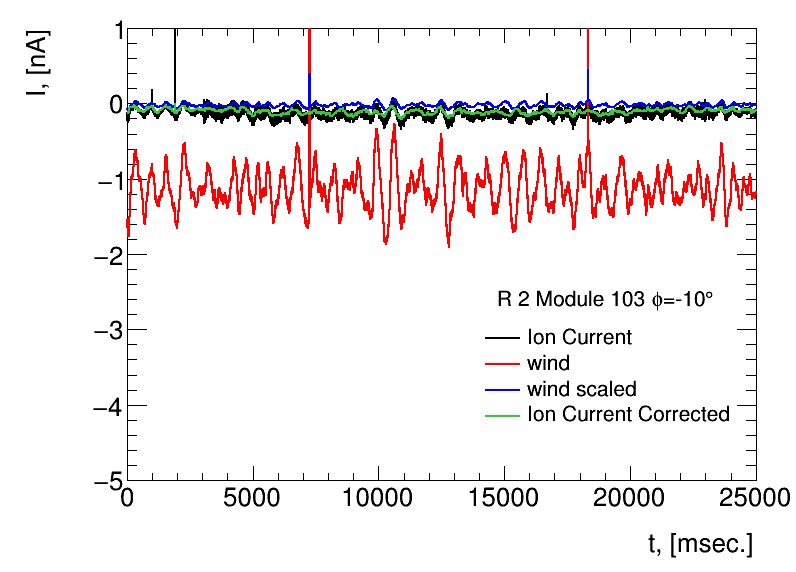 I, [nA]
1
0
−1
−2
−3
−4
−5
R 2 Module 103 ϕ=-10°
Ion Current
wind
wind scaled
Ion Current Corrected
0 5000 10000 15000 20000 25000
t, [msec.]